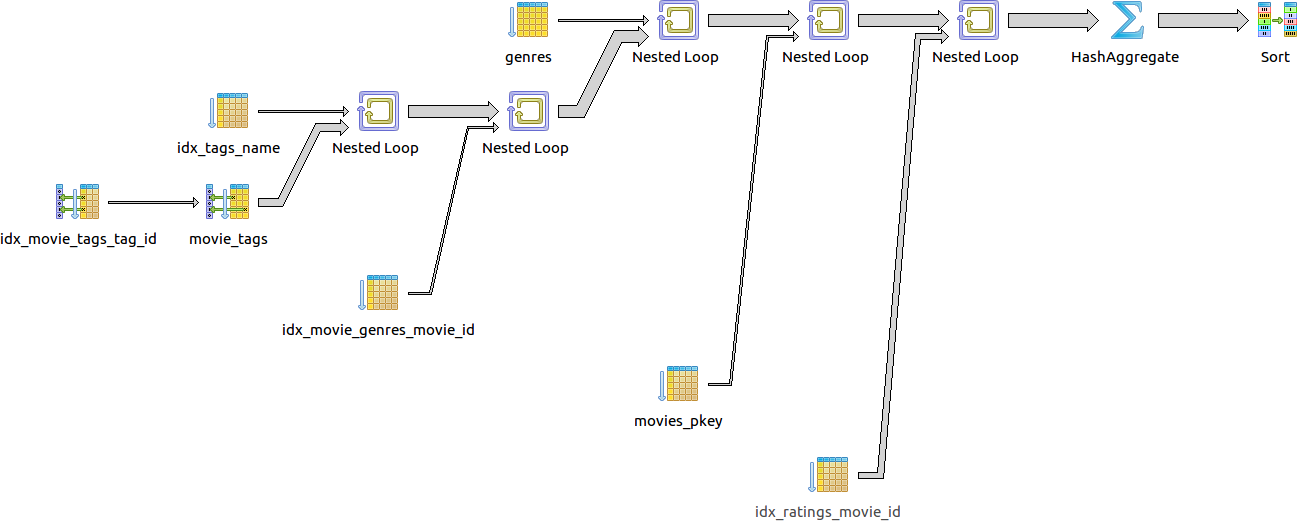 genres
Nested Loop
Nested Loop
Nested Loop
HashAggregate
Sort
idx_tags_name
Nested Loop
Nested Loop
idx_movie_tags_tag_id
movie_tags
idx_movie_genres_movie_id
movies_pkey
idx_ratings_movie_id